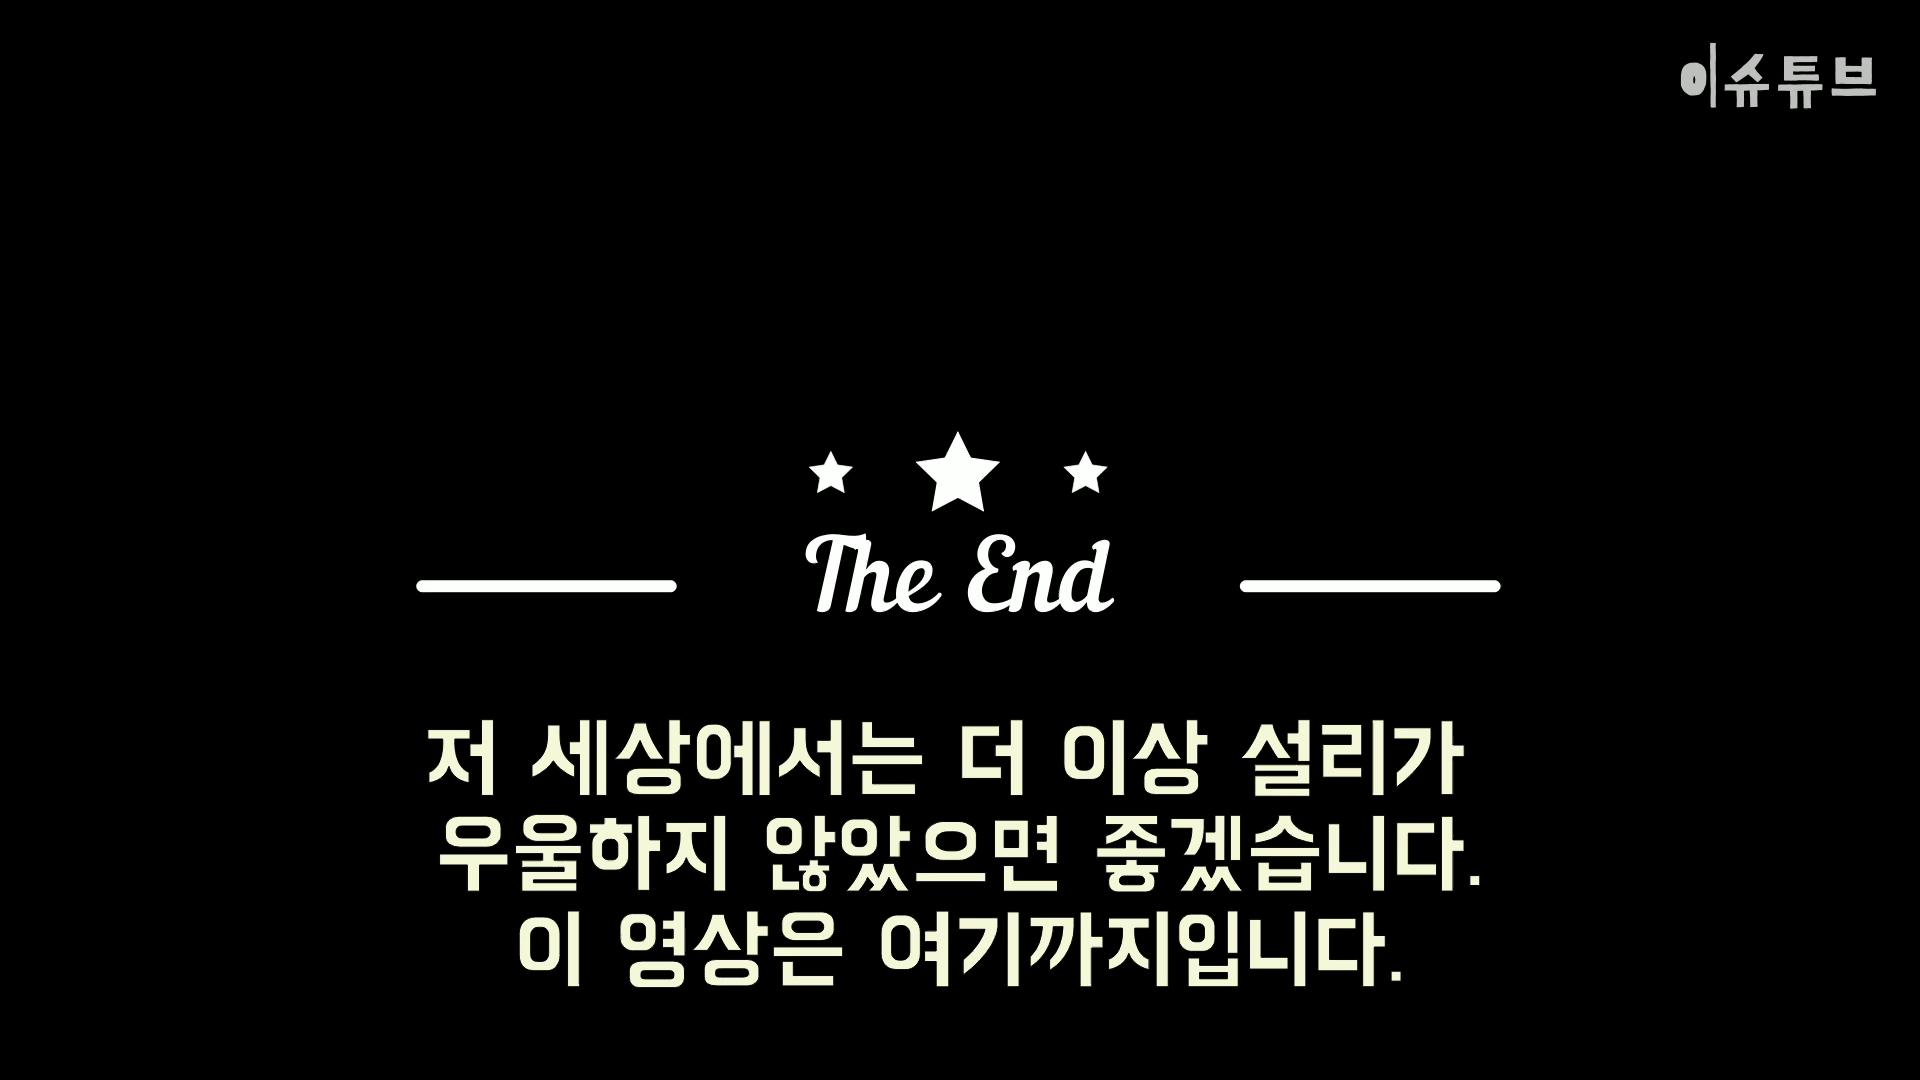 이슈튜브
The End
저 세상에서는 더 이상 설리가
우울하지 않았으면 좋겠습니다.
이 영상은 여기까지입니다.